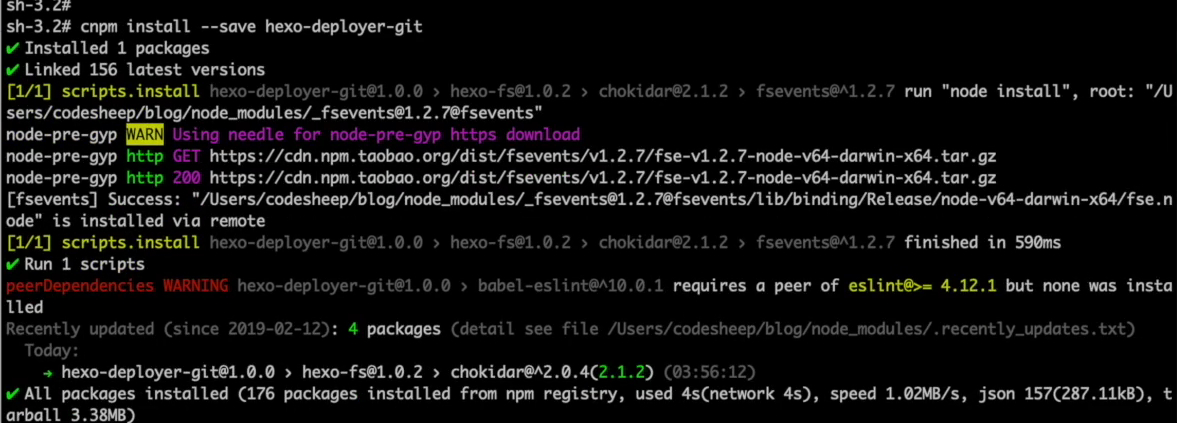 sh-3.2#
sh-3.2# cnpm install --save hexo-deployer-git
✔ Installed 1 packages
✔ Linked 156 latest versions
[1/1] scripts.install hexo-deployer-git@1.0.0 › hexo-fs@1.0.2 › chokidar@2.1.2 › fsevents@^1.2.7 run "node install", root: "/U
sers/codesheep/blog/node_modules/_fsevents@1.2.7@fsevents"
node-pre-gyp WARN Using needle for node-pre-gyp https download
node-pre-gyp http GET https://cdn.npm.taobao.org/dist/fsevents/v1.2.7/fse-v1.2.7-node-v64-darwin-x64.tar.gz
node-pre-gyp http 200 https://cdn.npm.taobao.org/dist/fsevents/v1.2.7/fse-v1.2.7-node-v64-darwin-x64.tar.gz
[fsevents] Success: "/Users/codesheep/blog/node_modules/_fsevents@1.2.7@fsevents/lib/binding/Release/node-v64-darwin-x64/fse.n
ode" is installed via remote
[1/1] scripts.install hexo-deployer-git@1.0.0 › hexo-fs@1.0.2 › chokidar@2.1.2 › fsevents@^1.2.7 finished in 590ms
✔ Run 1 scripts
peerDependencies WARNING hexo-deployer-git@1.0.0 › babel-eslint@^10.0.1 requires a peer of eslint@>= 4.12.1 but none was insta
lled
Recently updated (since 2019-02-12): 4 packages (detail see file /Users/codesheep/blog/node_modules/.recently_updates.txt)
Today:
→ hexo-deployer-git@1.0.0 › hexo-fs@1.0.2 › chokidar@^2.0.4(2.1.2) (03:56:12)
✔ All packages installed (176 packages installed from npm registry, used 4s(network 4s), speed 1.02MB/s, json 157(287.11kB), t
arball 3.38MB)